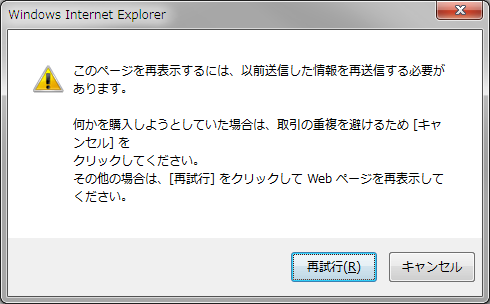 Windows Internet Explorer
このページを再表示するには、以前送信した情報を再送信する必要が
あります。
何かを購入しようとしていた場合は、取引の重複を避けるため [キャ
ンセル] を
クリックしてください。
その他の場合は、[再試行] をクリックして Web ページを再表示して
ください。
再試行(R)
キャンセル